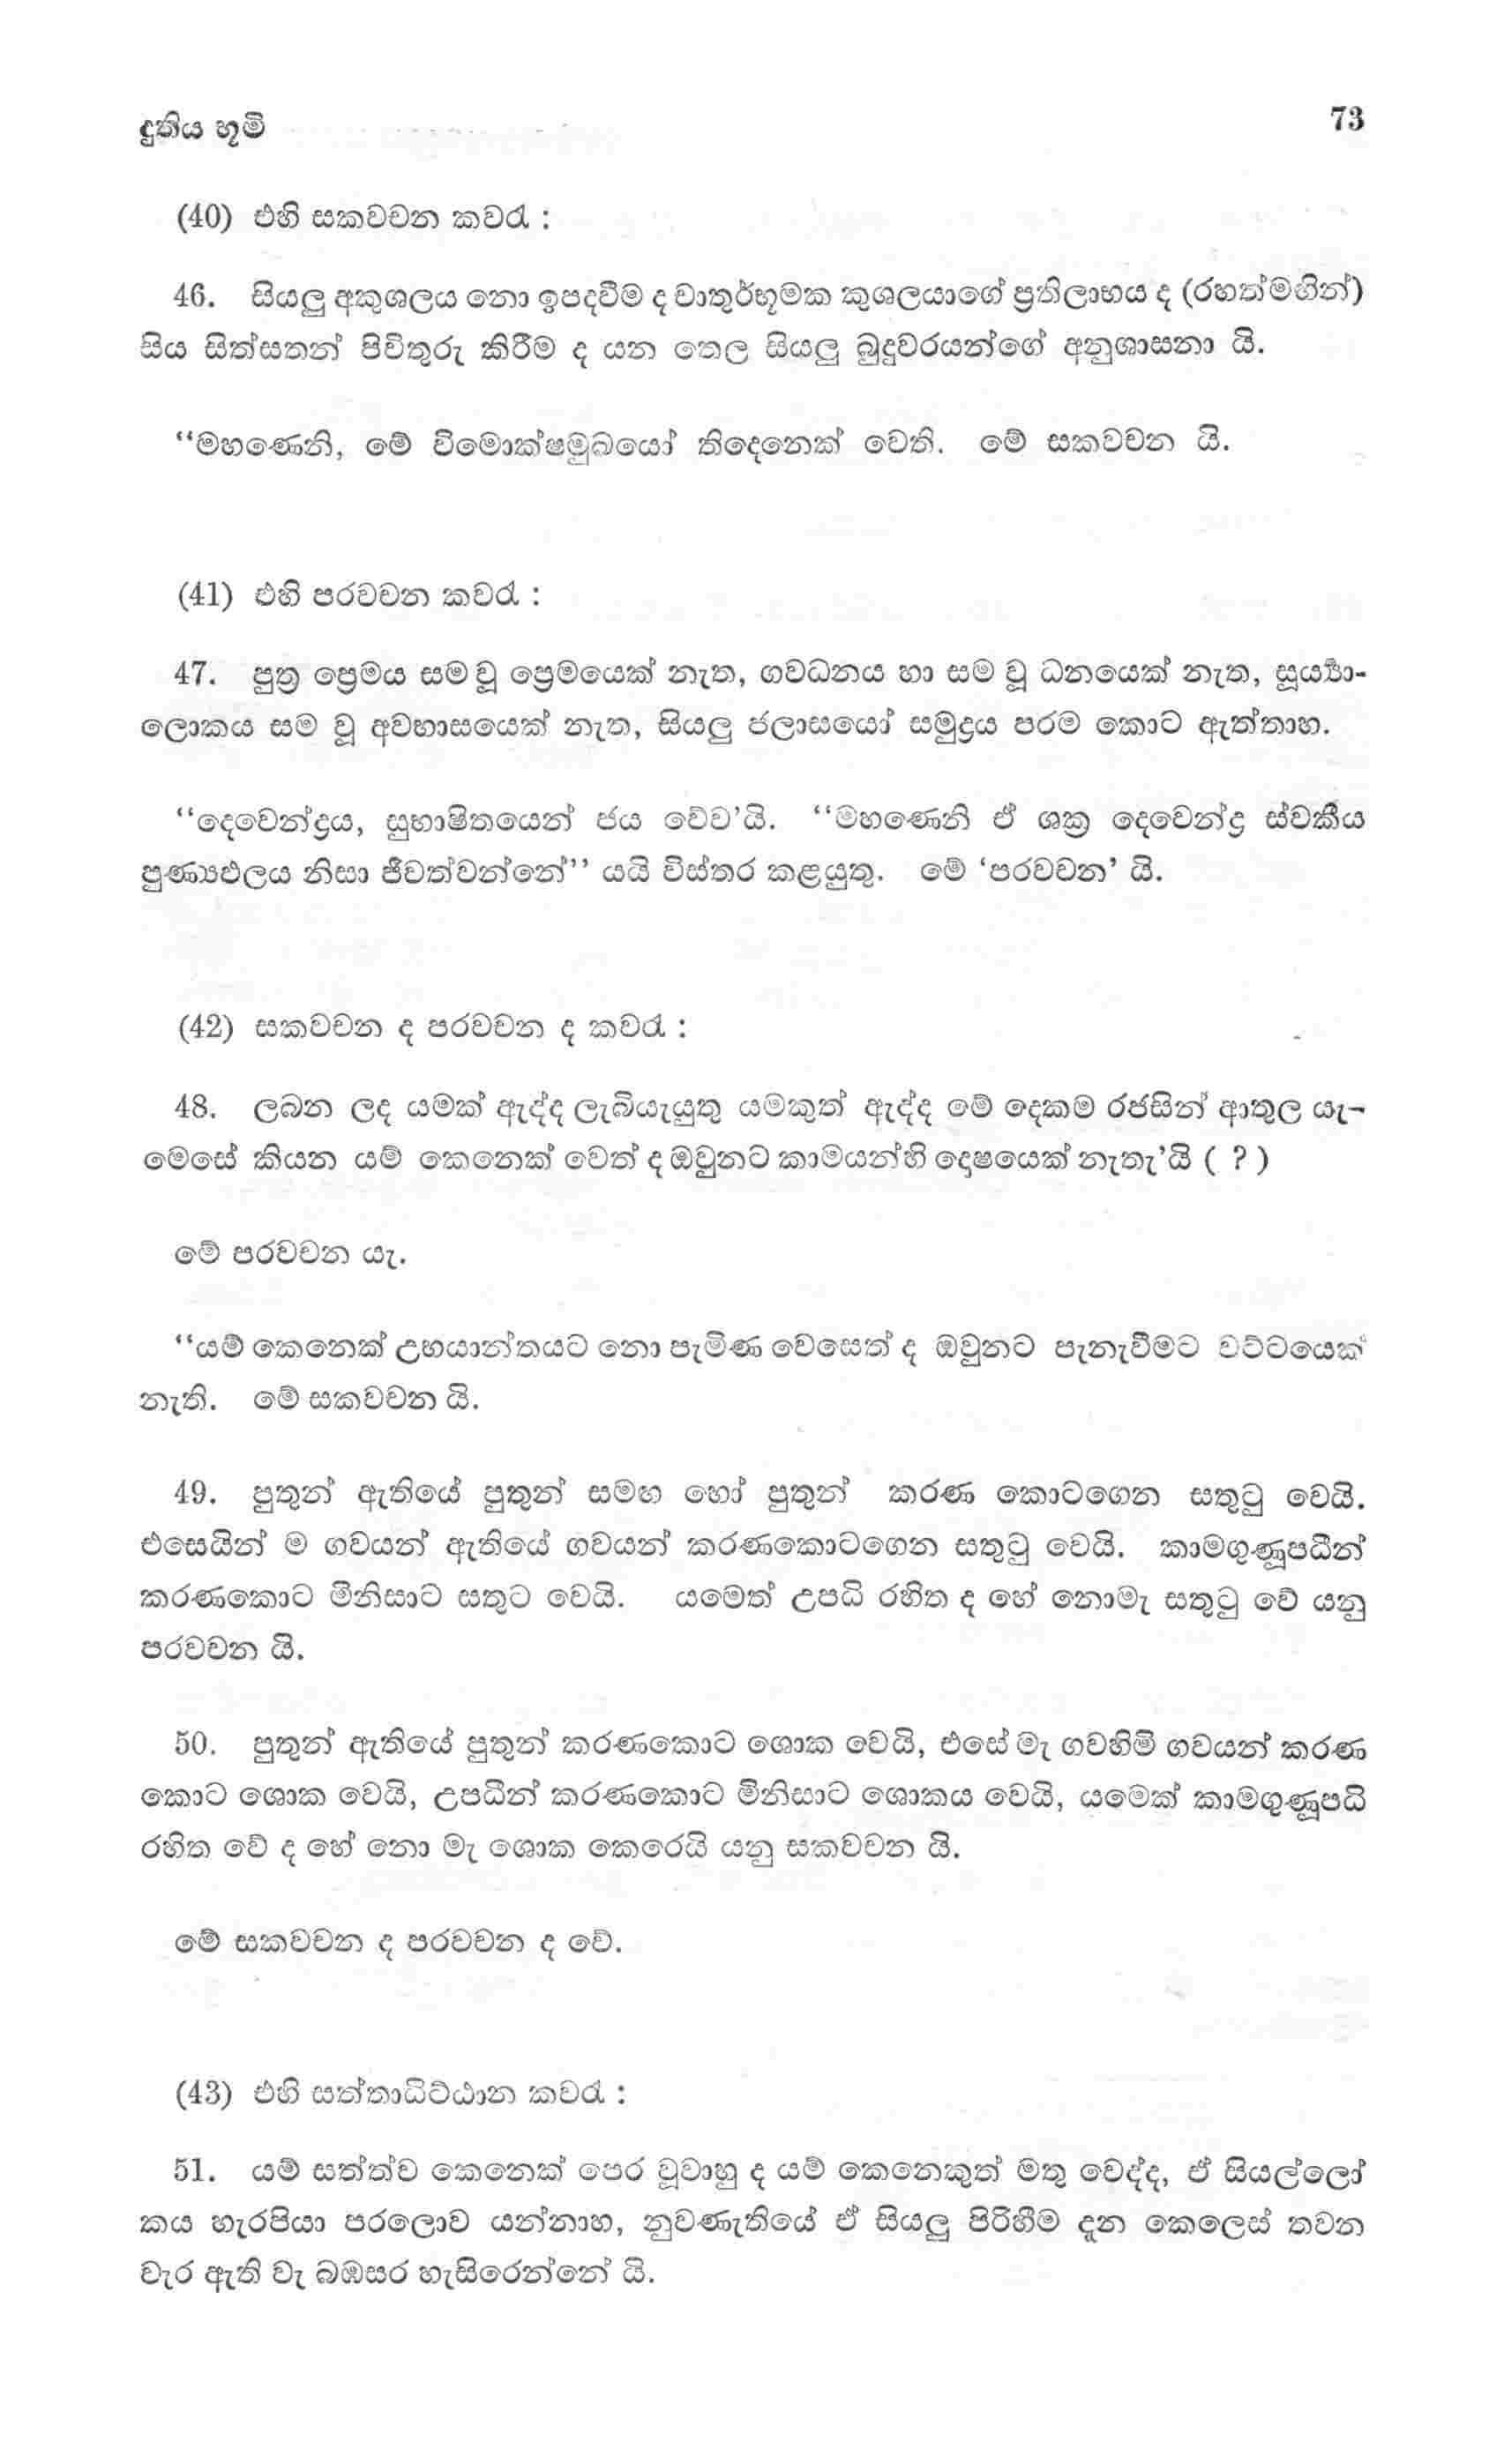 දුතිය භූමි
73
(40) එහි සකවචන කවරැ :
46. සියලු අකුශලය නො ඉපදවීම ද චාතුර්භූමක කුශලයාගේ ප්‍රතිලාභය ද (රහත්මගින්)
සිය සිත්සතන් පිවිතුරු කිරීම ද යන තෙල සියලු බුදුවරයන්ගේ අනුශාසනා යි.
“මහණෙනි, මේ විමොක්ෂමුඛයෝ තිදෙනෙක් වෙති. මේ සකවචන යි.
(41) එහි පරවචන කවරැ :
47. පුත්‍ර ප්‍රෙමය සම වූ ප්‍රෙමයෙක් නැත, ගවධනය හා සම වූ ධනයෙක් නැත, සූර්‍ය්‍යා-
ලොකය සම වූ අවභාසයෙක් නැත, සියලු ජලාසයෝ සමුද්‍රය පරම කොට ඇත්තාහ.
“දෙවෙන්ද්‍රය, සුභාෂිතයෙන් ජය වේව’යි. “මහණෙනි ඒ ශක්‍ර දෙවෙන්ද්‍ර ස්වකීය
පුණ්‍යඵලය නිසා ජීවත්වන්නේ” යයි විස්තර කළයුතු. මේ ‘පරවචන’ යි.
(42) සකවචන ද පරවචන ද කවරැ :
48. ලබන ලද යමක් ඇද්ද ලැබියැයුතු යමකුත් ඇද්ද මේ දෙකම රජසින් ආතුල යැ-
මෙසේ කියන යම් කෙනෙක් වෙත් ද ඔවුනට කාමයන්හි දොෂයෙක් නැතැ’යි ( ? )
මේ පරවචන යැ.
“යම් කෙනෙක් උභයාන්තයට නො පැමිණ වෙසෙත් ද ඔවුනට පැනැවීමට වට්ටයෙක්
නැති. මේ සකවචන යි.
49. පුතුන් ඇතියේ පුතුන් සමඟ හෝ පුතුන් කරණ කොටගෙන සතුටු වෙයි.
එසෙයින් ම ගවයන් ඇතියේ ගවයන් කරණකොටගෙන සතුටු වෙයි. කාමගුණූපධීන්
කරණකොට මිනිසාට සතුට වෙයි. යමෙත් උපධි රහිත ද හේ නොමැ සතුටු වේ යනු
පරවචන යි.
50. පුතුන් ඇතියේ පුතුන් කරණකොට ශොක වෙයි, එසේ මැ ගවහිමි ගවයන් කරණ
කොට ශොක වෙයි, උපධීන් කරණකොට මිනිසාට ශොකය වෙයි, යමෙක් කාමගුණූපධි
රහිත වේ ද හේ නො මැ ශොක කෙරෙයි යනු සකවචන යි.
මේ සකවචන ද පරවචන ද වේ.
(43) එහි සත්තාධිට්ඨාන කවරැ :
51. යම් සත්ත්ව කෙනෙක් පෙර වූවාහු ද යම් කෙනෙකුත් මතු වෙද්ද, ඒ සියල්ලෝ
කය හැරපියා පරලොව යන්නාහ, නුවණැතියේ ඒ සියලු පිරිහීම දැන කෙලෙස් තවන
වැර ඇති වැ බඹසර හැසිරෙන්නේ යි.